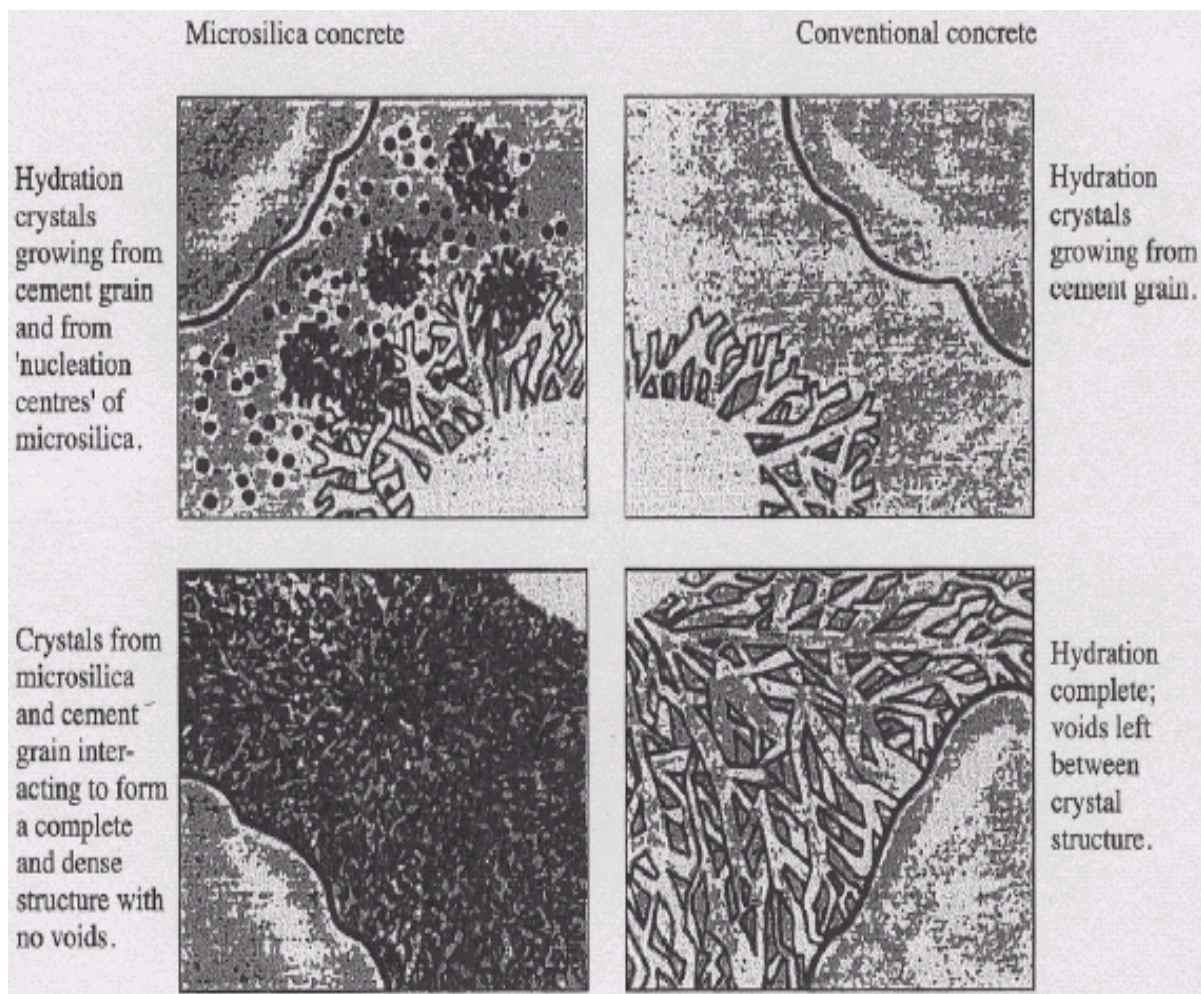 Microsilica concrete
Conventional concrete
Hydration
crystals
growing from
cement grain
and from
'nucleation
centres' of
microsilica.
Hydration
crystals
growing from
cement grain.
Crystals from
microsilica
and cement
grain inter-
acting to form
a complete
and dense
structure with
no voids.
Hydration
complete;
voids left
between
crystal
structure.